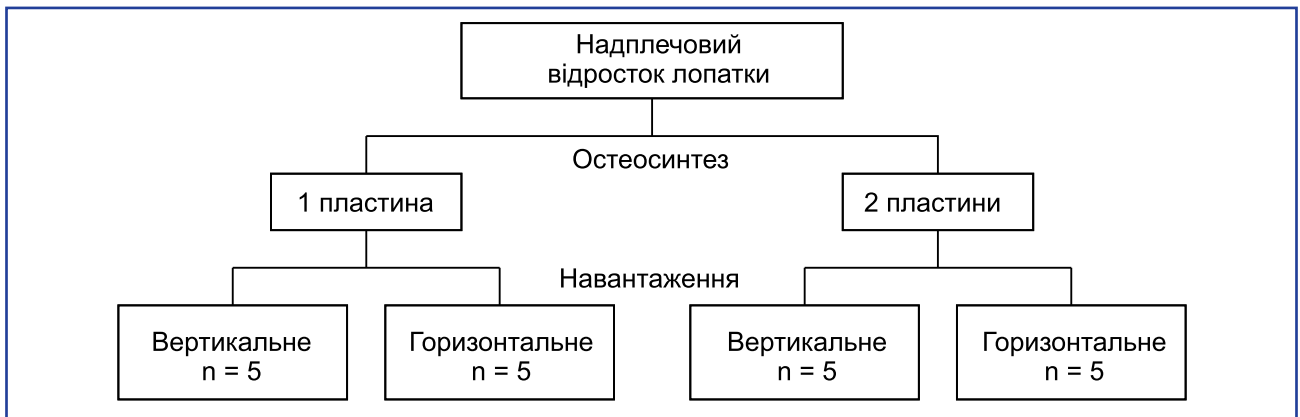 Надплечовий
відросток лопатки
Остеосинтез
1 пластина
2 пластини
Навантаження
Вертикальне
n = 5
Горизонтальне
n = 5
Вертикальне
n = 5
Горизонтальне
n = 5